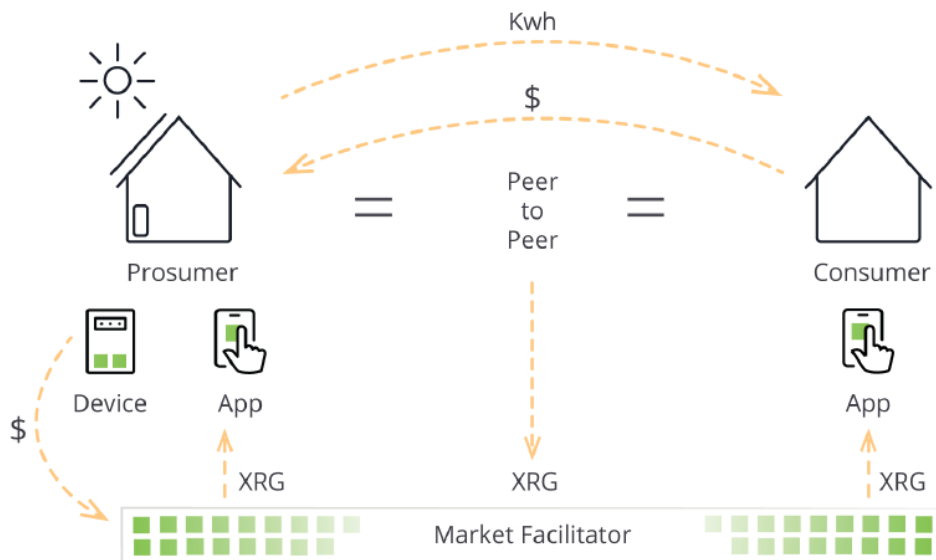 Kwh
$
Peer
to
Peer
Prosumer
Consumer
Device
App
App
$
XRG
XRG
XRG
Market Facilitator